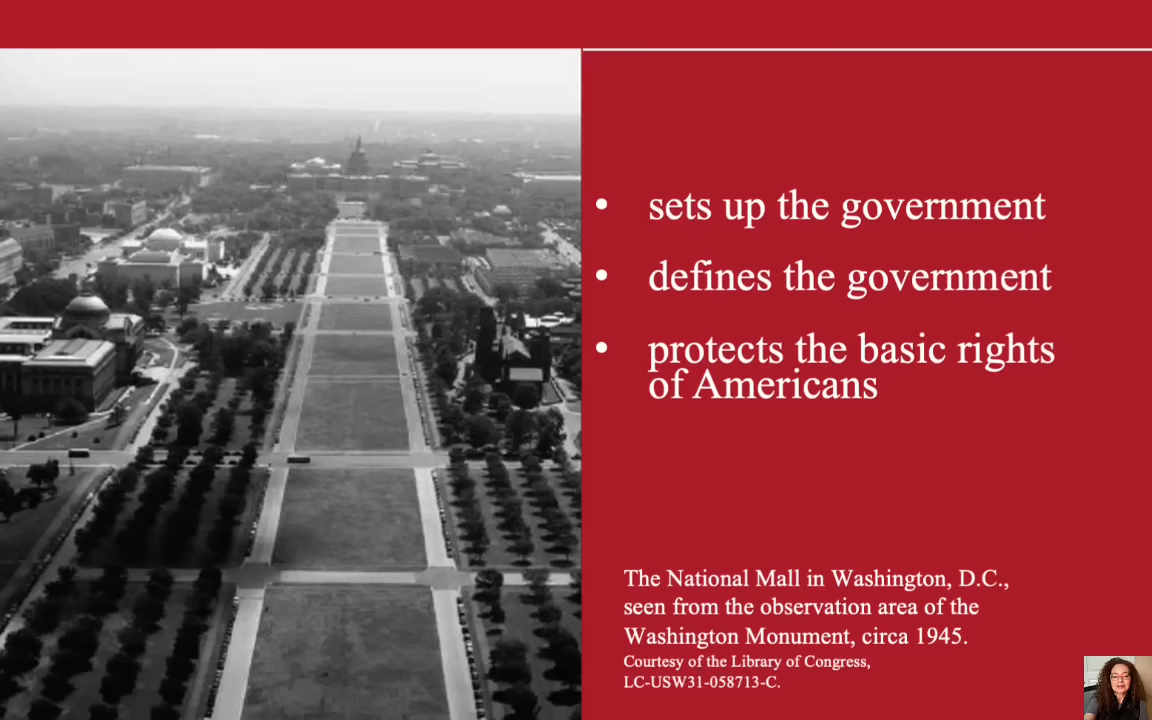 • sets up the government
• defines the government
• protects the basic rights
of Americans
The National Mall in Washington, D.C.,
seen from the observation area of the
Washington Monument, circa 1945.
Courtesy of the Library of Congress,
LC-USW31-058713-C.